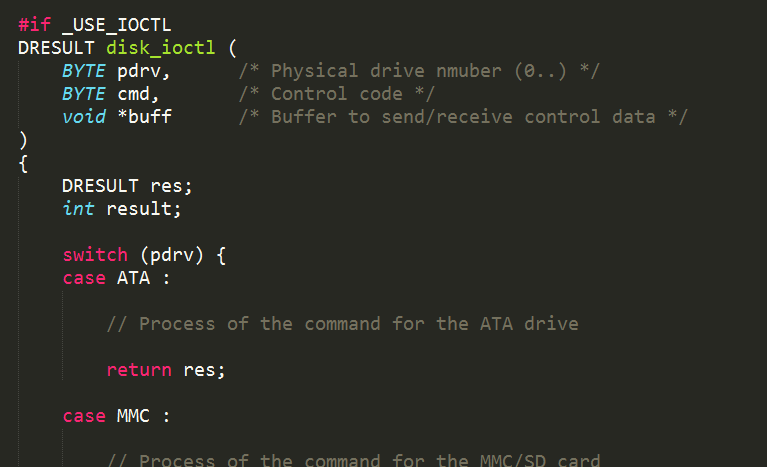 #if _USE_IOCTL
DRESULT disk_ioctl (
    BYTE pdrv,      /* Physical drive nmuber (0..) */
    BYTE cmd,       /* Control code */
    void *buff      /* Buffer to send/receive control data */
)
{
    DRESULT res;
    int result;

    switch (pdrv) {
    case ATA :

        // Process of the command for the ATA drive

        return res;

    case MMC :

        // Process of the command for the MMC/SD card